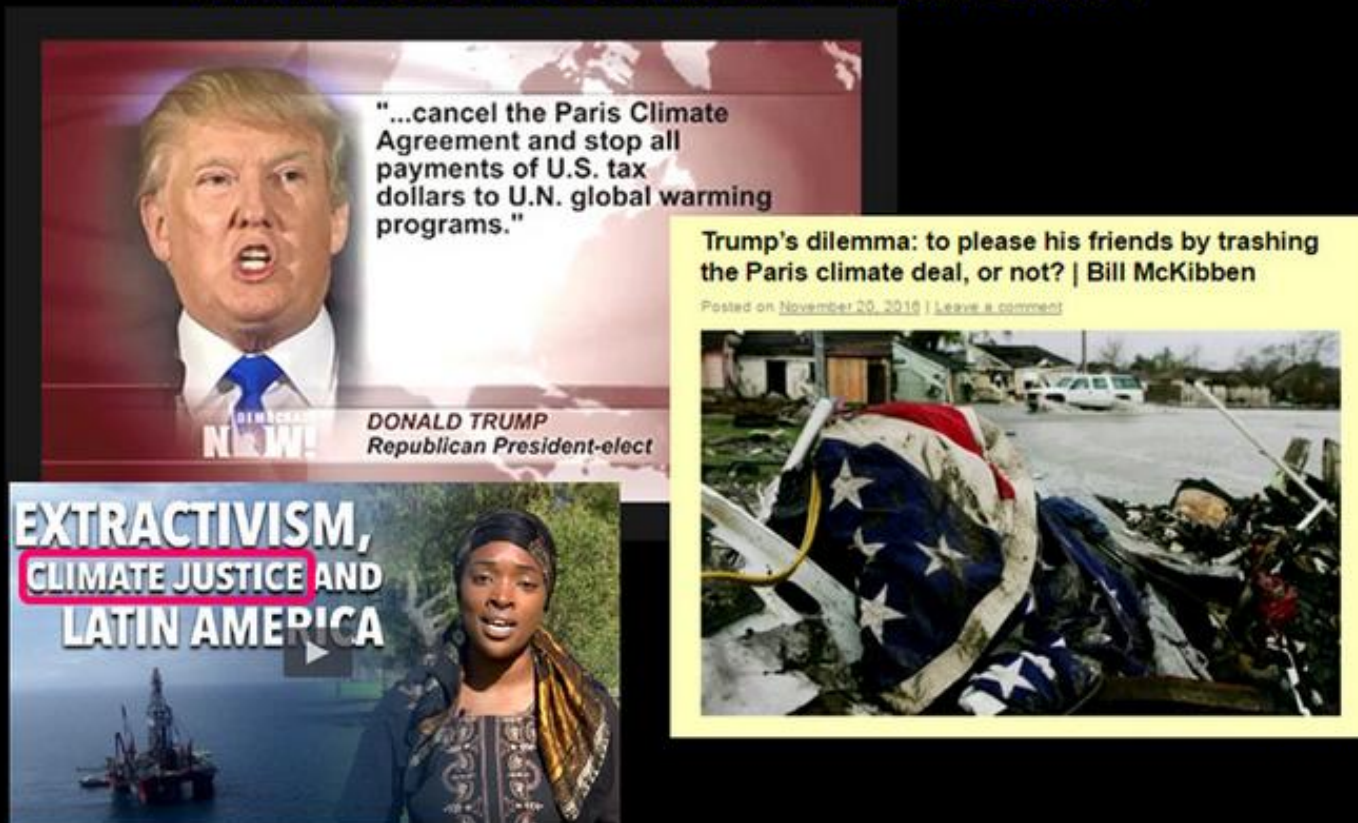 "...cancel the Paris Climate
Agreement and stop all
payments of U.S. tax
dollars to U.N. global warming
programs."
DEMOCRACY
NOW!
DONALD TRUMP
Republican President-elect
Trump's dilemma: to please his friends by trashing
the Paris climate deal, or not? | Bill McKibben
Posted on November 20, 2016 | Leave a comment
EXTRACTIVISM,
CLIMATE JUSTICE AND
LATIN AMERICA